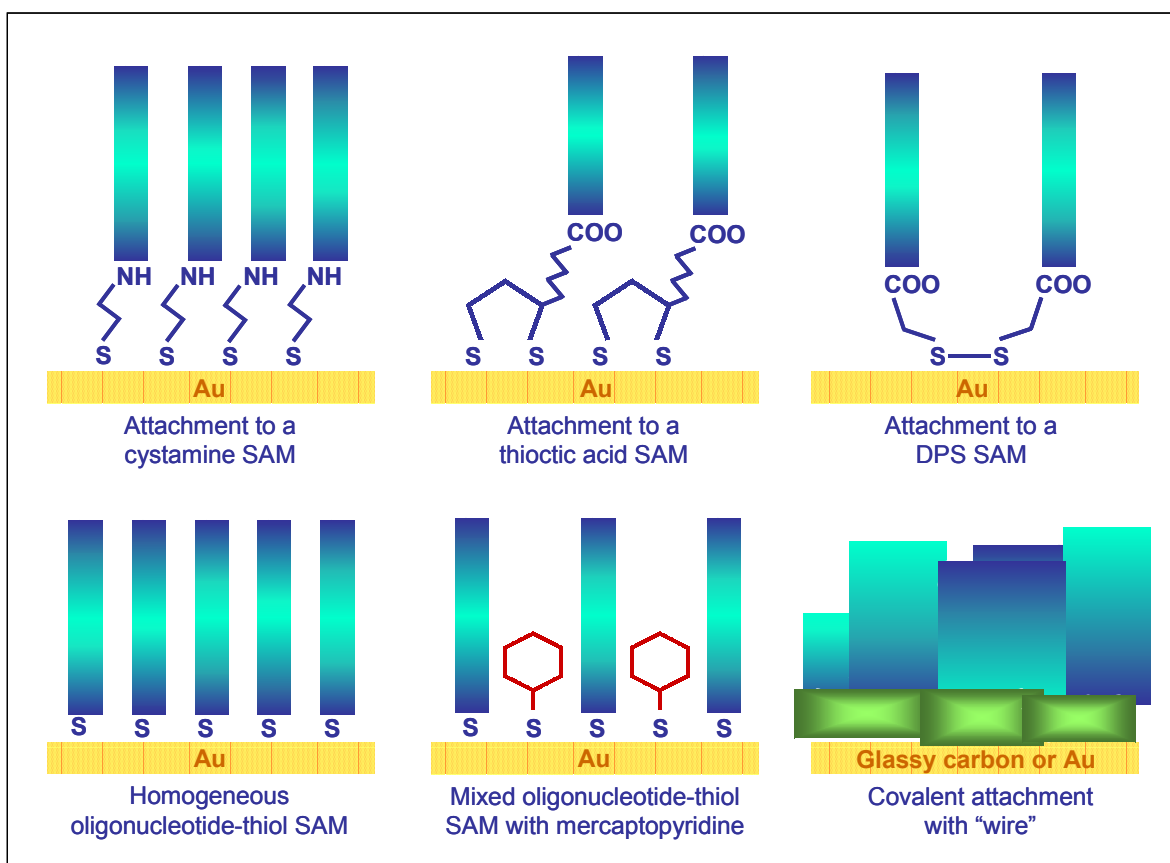 NH NH NH NH
S S S S
Au
Attachment to a
cystamine SAM
COO COO
S S S S
Au
Attachment to a
thioctic acid SAM
COO COO
S S
Au
Attachment to a
DPS SAM
S S S S S
Au
Homogeneous
oligonucleotide-thiol SAM
S S S S S
Au
Mixed oligonucleotide-thiol
SAM with mercaptopyridine
Glassy carbon or Au
Covalent attachment
with “wire”